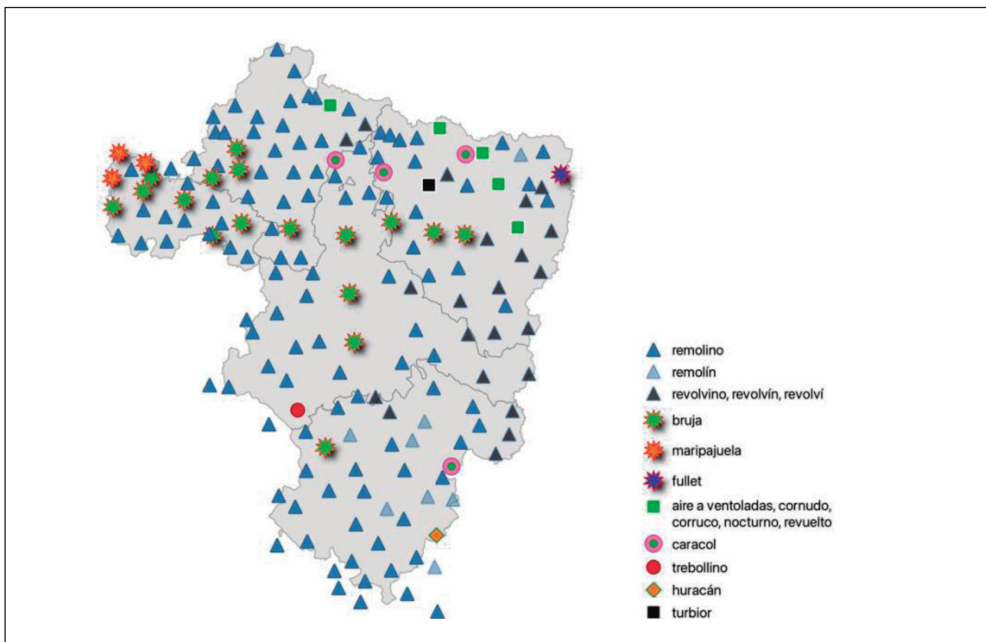 remolino
remolín
revolvino, revolvín, revolví
bruja
maripajuela
fullet
aire a ventoladas, cornudo,
corruco, nocturno, revuelto
caracol
trebollino
huracán
turbior